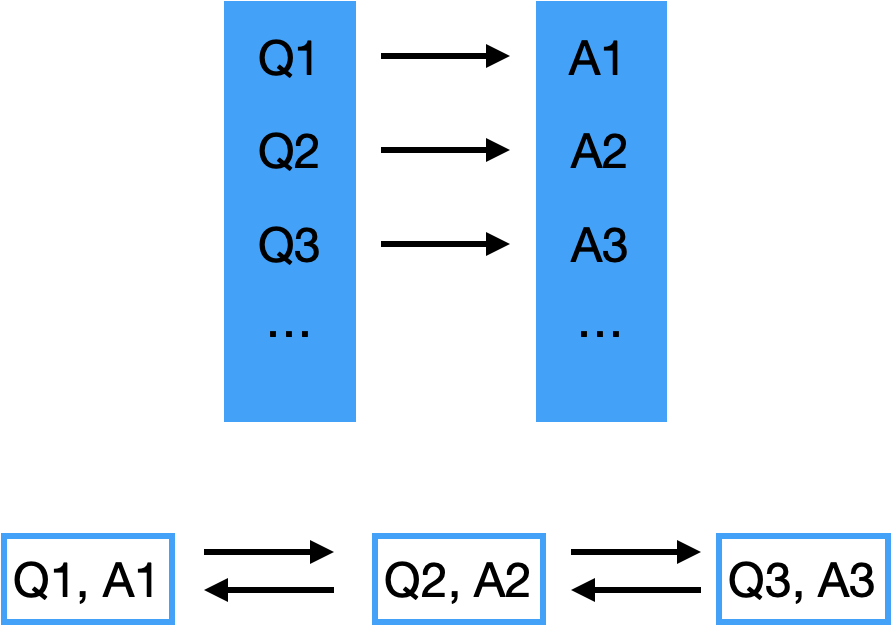 Q1 A1
Q2 A2
Q3 A3
... ...
Q1, A1 Q2, A2 Q3, A3